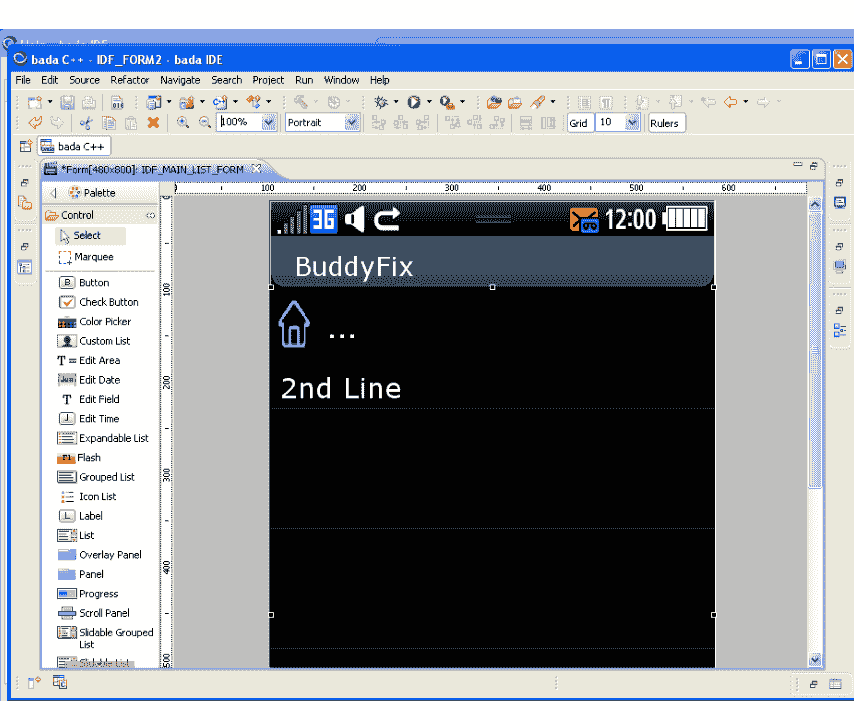 bada C++ - IDF_FORM2 - bada IDE
File Edit Source Refactor Navigate Search Project Run Window Help
100% Portrait Grid 10 Rulers
bada C++
*Form[480x800]: IDF_MAIN_LIST_FORM
Palette
0 100 200 300 400 500 600
Control
Select
Marquee
Button
Check Button
Color Picker
Custom List
Edit Area
Edit Date
Edit Field
Edit Time
Expandable List
Flash
Grouped List
Icon List
Label
List
Overlay Panel
Panel
Progress
Scroll Panel
Slidable Grouped
List
Slidable List
0
100
200
300
400
500
3G 12:00
BuddyFix
...
2nd Line